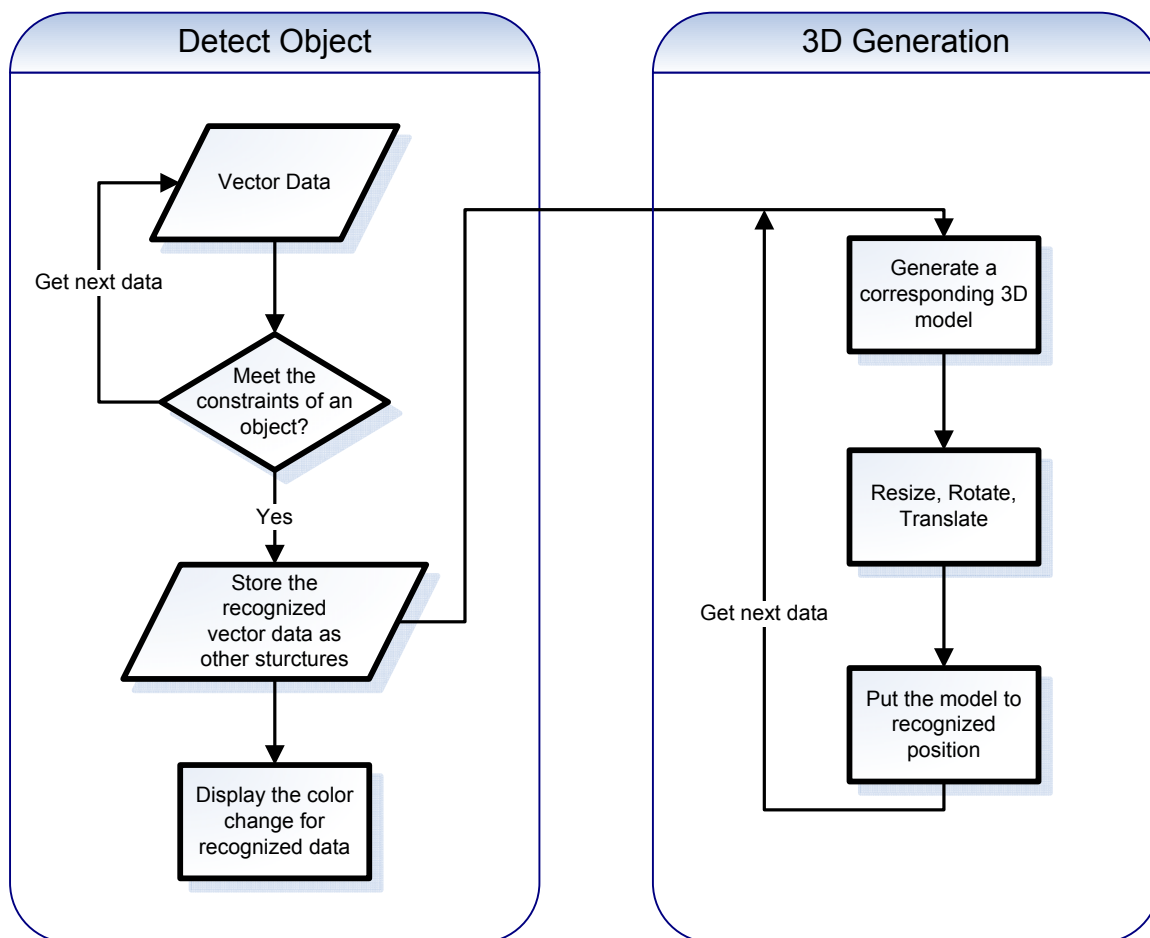 Detect Object
Vector Data
Get next data
Meet the
constraints of an
object?
Yes
Store the
recognized
vector data as
other sturctures
Display the color
change for
recognized data
3D Generation
Generate a
corresponding 3D
model
Resize, Rotate,
Translate
Get next data
Put the model to
recognized
position